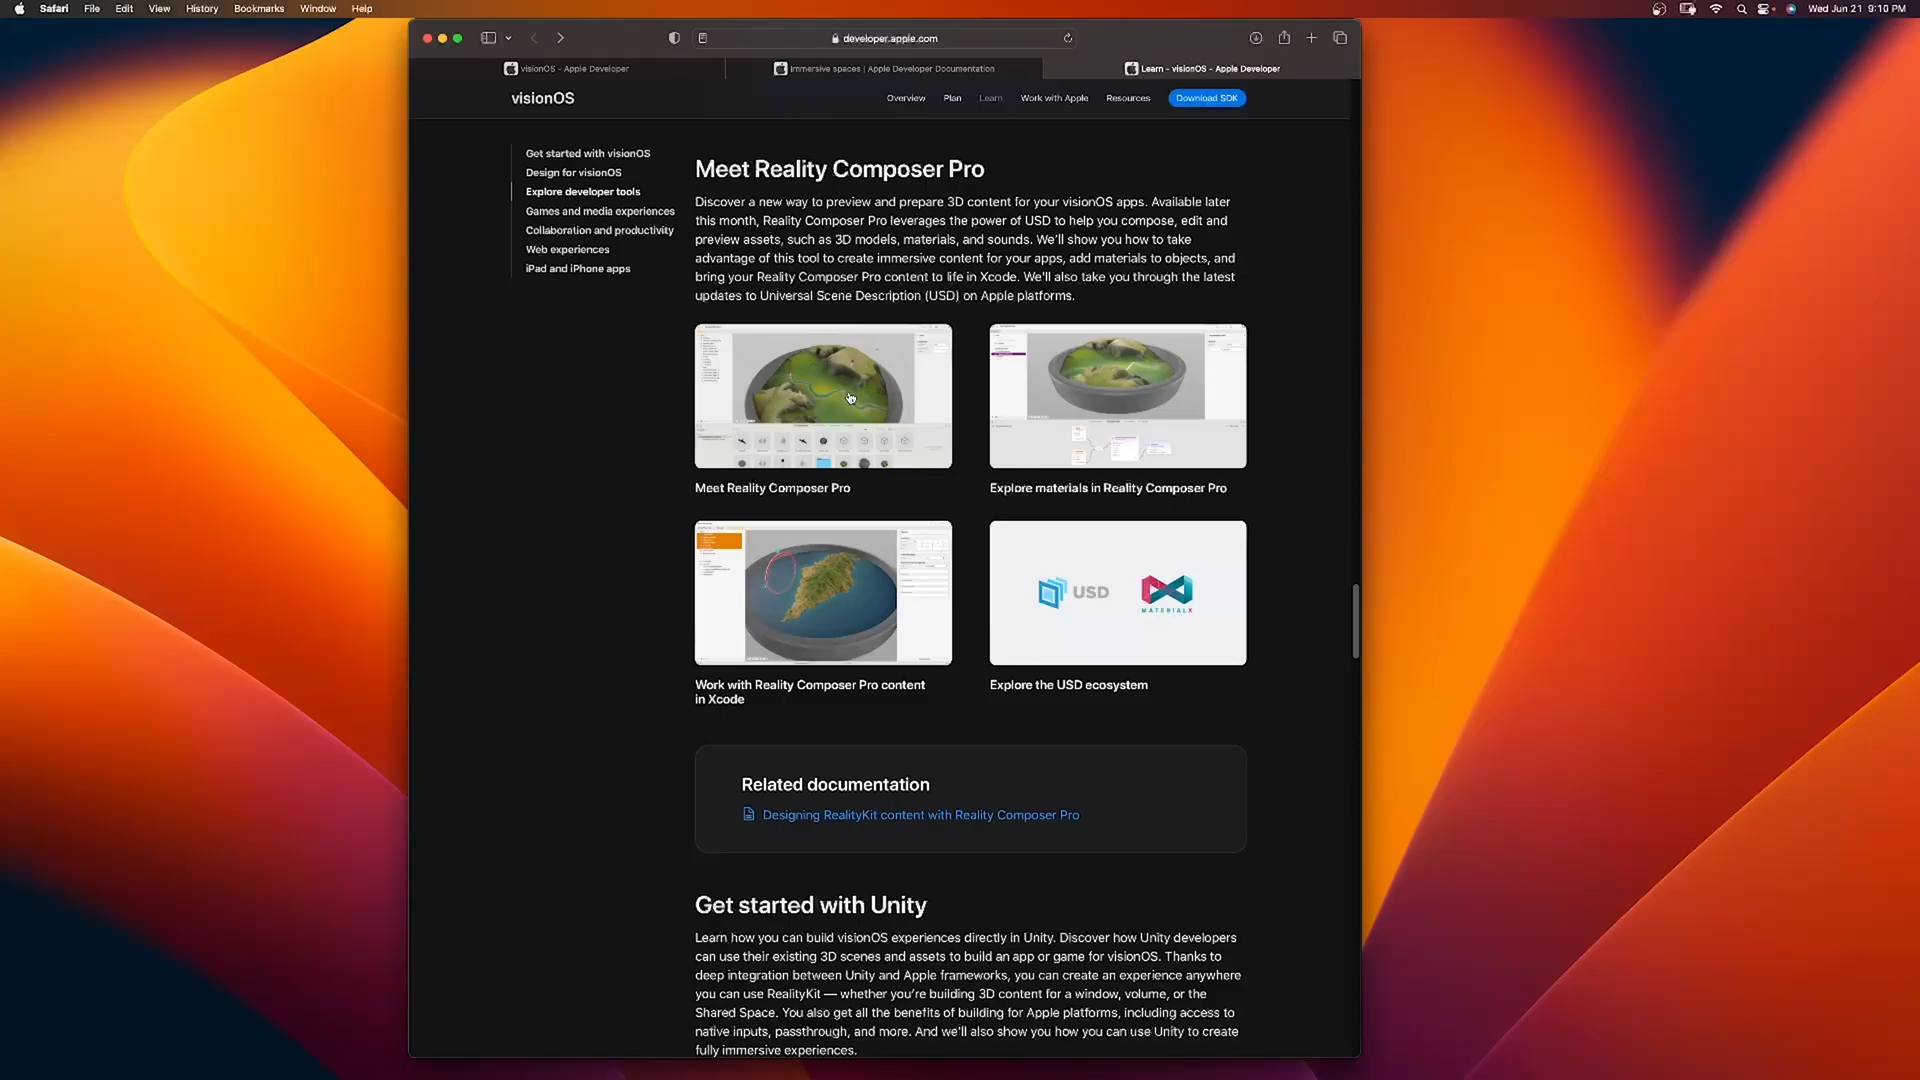 Safari File Edit View History Bookmarks Window Help
Wed Jun 21 9:10 PM
developer.apple.com
visionOS - Apple Developer
Immersive spaces | Apple Developer Documentation
Learn - visionOS - Apple Developer
visionOS
Overview Plan Learn Work with Apple Resources Download SDK
Get started with visionOS
Design for visionOS
Explore developer tools
Games and media experiences
Collaboration and productivity
Web experiences
iPad and iPhone apps
Meet Reality Composer Pro
Discover a new way to preview and prepare 3D content for your visionOS apps. Available later
this month, Reality Composer Pro leverages the power of USD to help you compose, edit and
preview assets, such as 3D models, materials, and sounds. We'll show you how to take
advantage of this tool to create immersive content for your apps, add materials to objects, and
bring your Reality Composer Pro content to life in Xcode. We'll also take you through the latest
updates to Universal Scene Description (USD) on Apple platforms.
Meet Reality Composer Pro
Explore materials in Reality Composer Pro
USD
MATERIALX
Work with Reality Composer Pro content
in Xcode
Explore the USD ecosystem
Related documentation
Designing RealityKit content with Reality Composer Pro
Get started with Unity
Learn how you can build visionOS experiences directly in Unity. Discover how Unity developers
can use their existing 3D scenes and assets to build an app or game for visionOS. Thanks to
deep integration between Unity and Apple frameworks, you can create an experience anywhere
you can use RealityKit — whether you're building 3D content for a window, volume, or the
Shared Space. You also get all the benefits of building for Apple platforms, including access to
native inputs, passthrough, and more. And we'll also show you how you can use Unity to create
fully immersive experiences.